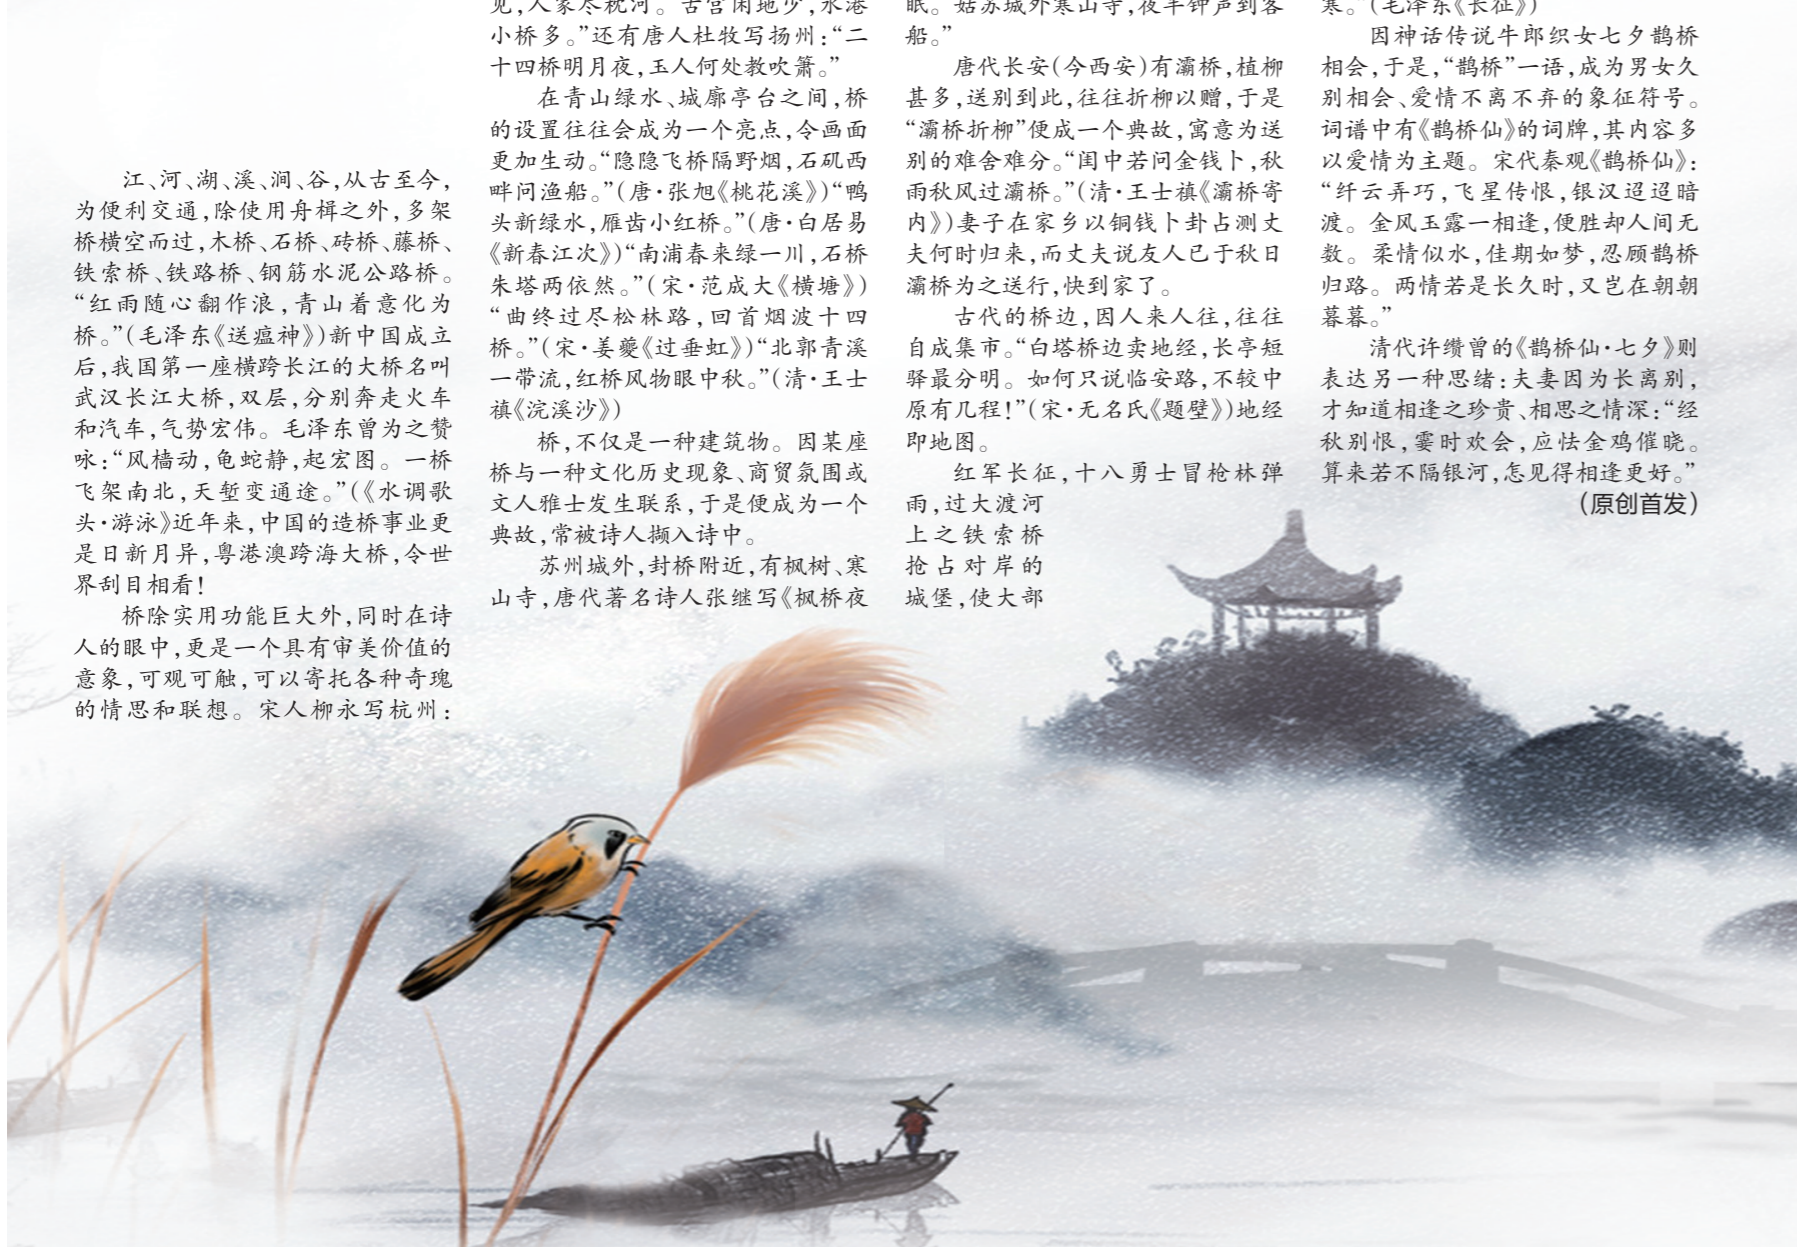 江、河、湖、溪、涧、谷,从古至今,
为便利交通,除使用舟楫之外,多架
桥横空而过,木桥、石桥、砖桥、藤桥、
铁索桥、铁路桥、钢筋水泥公路桥。
“红雨随心翻作浪,青山着意化为
桥。”(毛泽东《送瘟神》)新中国成立
后,我国第一座横跨长江的大桥名叫
武汉长江大桥,双层,分别奔走火车
和汽车,气势宏伟。毛泽东曾为之赞
咏:“风樯动,龟蛇静,起宏图。一桥
飞架南北,天堑变通途。”(《水调歌
头·游泳》近年来,中国的造桥事业更
是日新月异,粤港澳跨海大桥,令世
界刮目相看!
桥除实用功能巨大外,同时在诗
人的眼中,更是一个具有审美价值的
意象,可观可触,可以寄托各种奇瑰
的情思和联想。宋人柳永写杭州:
见,人家尽枕河。古宫闲地少,水港
小桥多。”还有唐人杜牧写扬州:“二
十四桥明月夜,玉人何处教吹箫。”
在青山绿水、城廓亭台之间,桥
的设置往往会成为一个亮点,令画面
更加生动。“隐隐飞桥隔野烟,石矶西
畔问渔船。”(唐·张旭《桃花溪》)“鸭
头新绿水,雁齿小红桥。”(唐·白居易
《新春江次》)“南浦春来绿一川,石桥
朱塔两依然。”(宋·范成大《横塘》)
“曲终过尽松林路,回首烟波十四
桥。”(宋·姜夔《过垂虹》)“北郭青溪
一带流,红桥风物眼中秋。”(清·王士
禛《浣溪沙》)
桥,不仅是一种建筑物。因某座
桥与一种文化历史现象、商贸氛围或
文人雅士发生联系,于是便成为一个
典故,常被诗人撷入诗中。
苏州城外,封桥附近,有枫树、寒
山寺,唐代著名诗人张继写《枫桥夜
眠。姑苏城外寒山寺,夜半钟声到客
船。”
唐代长安(今西安)有灞桥,植柳
甚多,送别到此,往往折柳以赠,于是
“灞桥折柳”便成一个典故,寓意为送
别的难舍难分。“闺中若问金钱卜,秋
雨秋风过灞桥。”(清·王士禛《灞桥寄
内》)妻子在家乡以铜钱卜卦占测丈
夫何时归来,而丈夫说友人已于秋日
灞桥为之送行,快到家了。
古代的桥边,因人来人往,往往
自成集市。“白塔桥边卖地经,长亭短
驿最分明。如何只说临安路,不较中
原有几程!”(宋·无名氏《题壁》)地经
即地图。
红军长征,十八勇士冒枪林弹
雨,过大渡河
上之铁索桥
抢占对岸的
城堡,使大部
寒。”(毛泽东《长征》)
因神话传说牛郎织女七夕鹊桥
相会,于是,“鹊桥”一语,成为男女久
别相会、爱情不离不弃的象征符号。
词谱中有《鹊桥仙》的词牌,其内容多
以爱情为主题。宋代秦观《鹊桥仙》:
“纤云弄巧,飞星传恨,银汉迢迢暗
渡。金风玉露一相逢,便胜却人间无
数。柔情似水,佳期如梦,忍顾鹊桥
归路。两情若是长久时,又岂在朝朝
暮暮。”
清代许缵曾的《鹊桥仙·七夕》则
表达另一种思绪:夫妻因为长离别,
才知道相逢之珍贵、相思之情深:“经
秋别恨,霎时欢会,应怯金鸡催晓。
算来若不隔银河,怎见得相逢更好。”
(原创首发)